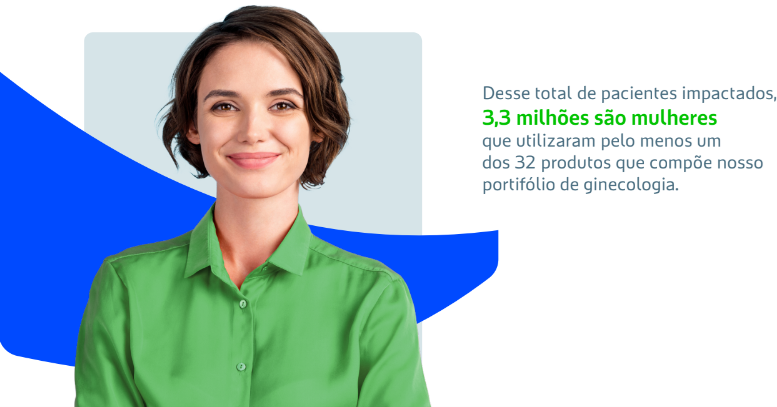 Desse total de pacientes impactados,
3,3 milhões são mulheres
que utilizaram pelo menos um
dos 32 produtos que compõe nosso
portifólio de ginecologia.